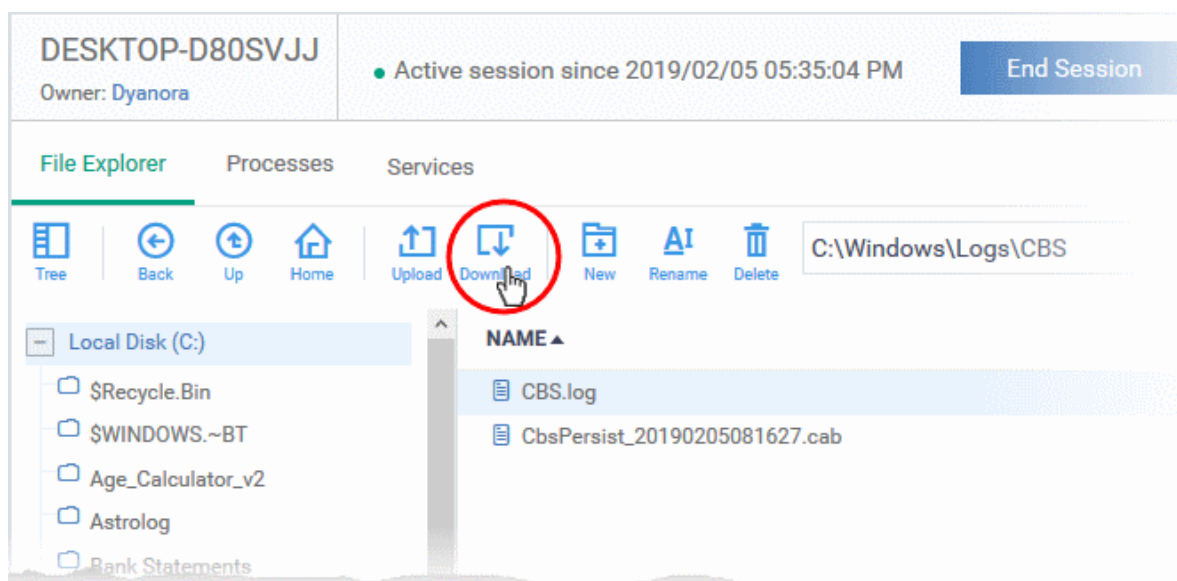 DESKTOP-D80SVJJ
Owner: Dyanora
Active session since 2019/02/05 05:35:04 PM
End Session
File Explorer Processes Services
Tree Back Up Home Upload Download New Rename Delete
C:\Windows\Logs\CBS
Local Disk (C:)
NAME
$Recycle.Bin
CBS.log
$WINDOWS.~BT
CbsPersist_20190205081627.cab
Age_Calculator_v2
Astrolog
Bank Statements